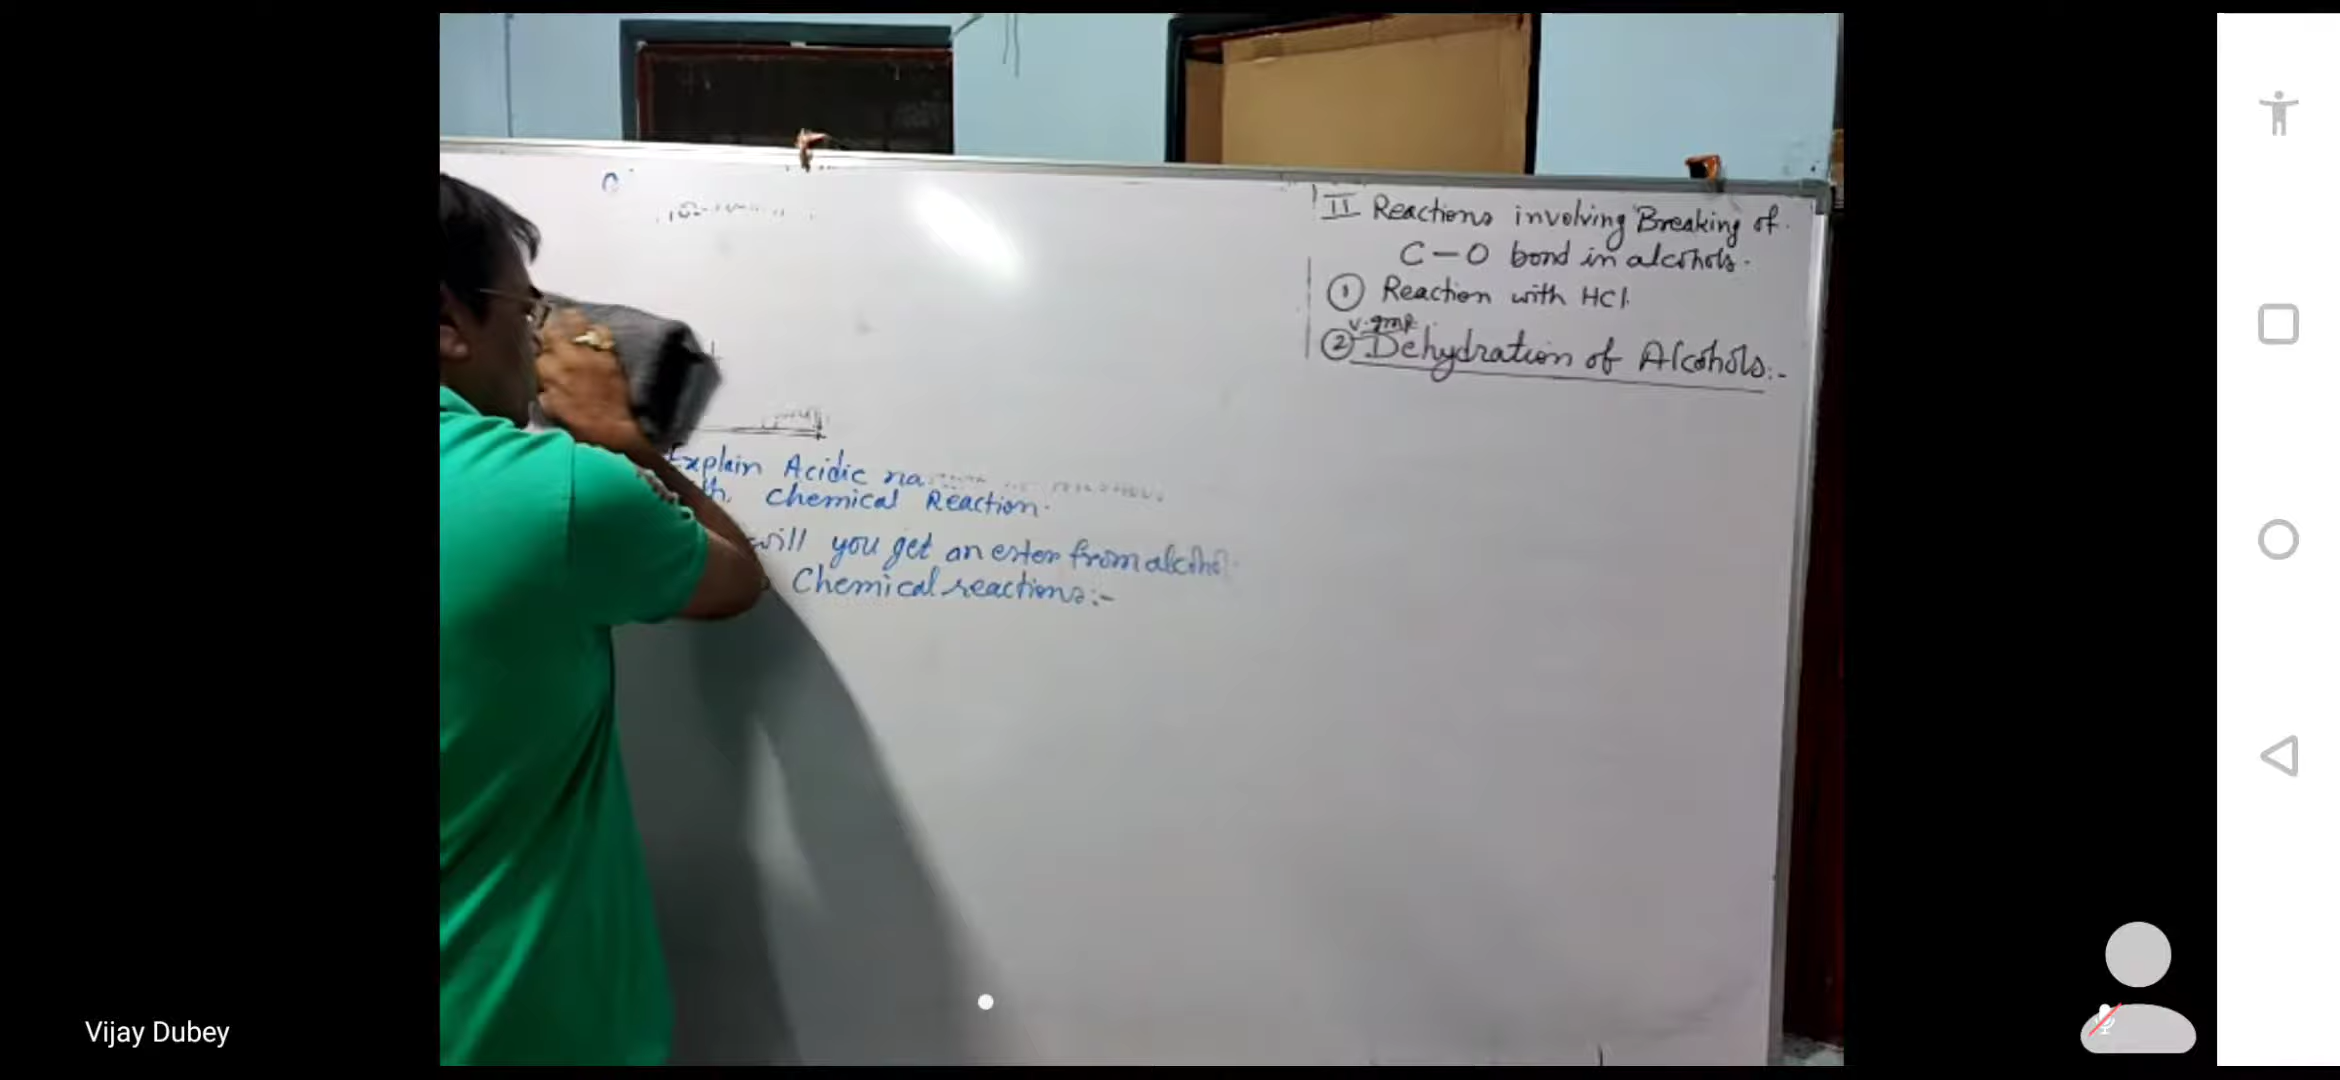 Explain Acidic na
th Chemical Reaction.
will you get an ester from alcohol
Chemical reactions:-
II Reactions involving Breaking of
C-O bond in alcohols.
① Reaction with HCl
v.Imp
② Dehydration of Alcohols:-
Vijay Dubey